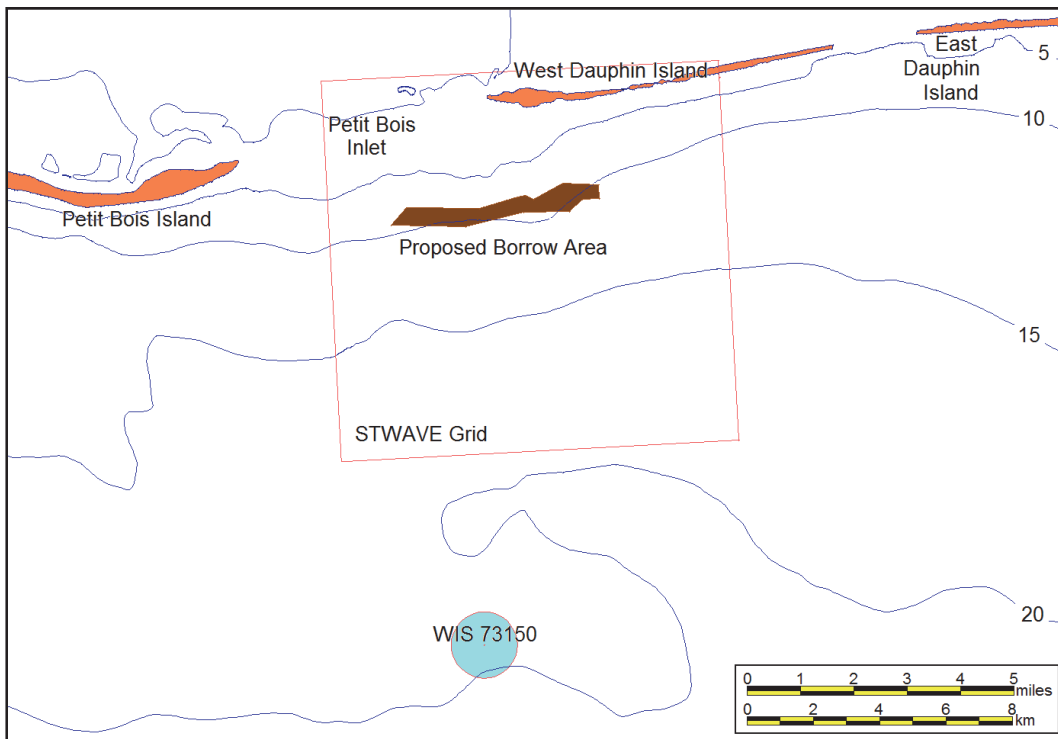 East
Dauphin
Island
5
West Dauphin Island
10
Petit Bois
Inlet
Petit Bois Island
Proposed Borrow Area
15
STWAVE Grid
20
WIS 73150
0 1 2 3 4 5
miles
0 2 4 6 8
km